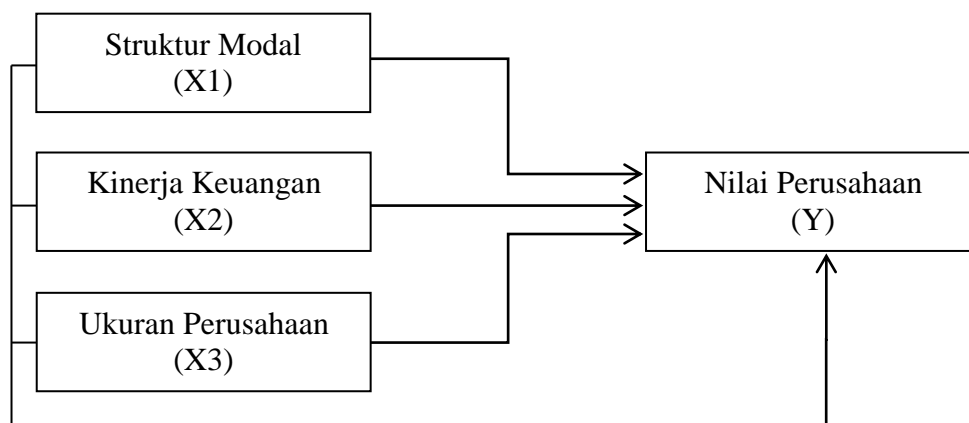 Struktur Modal
(X1)
Kinerja Keuangan
(X2)
Nilai Perusahaan
(Y)
Ukuran Perusahaan
(X3)